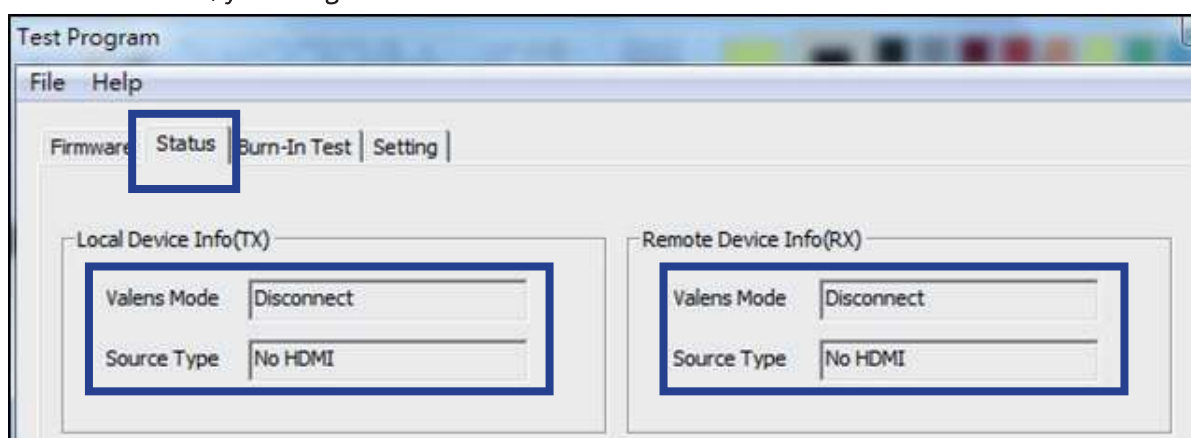 Test Program
File Help
Firmware Status Burn-In Test Setting
Local Device Info(TX)
Valens Mode Disconnect
Source Type No HDMI
Remote Device Info(RX)
Valens Mode Disconnect
Source Type No HDMI